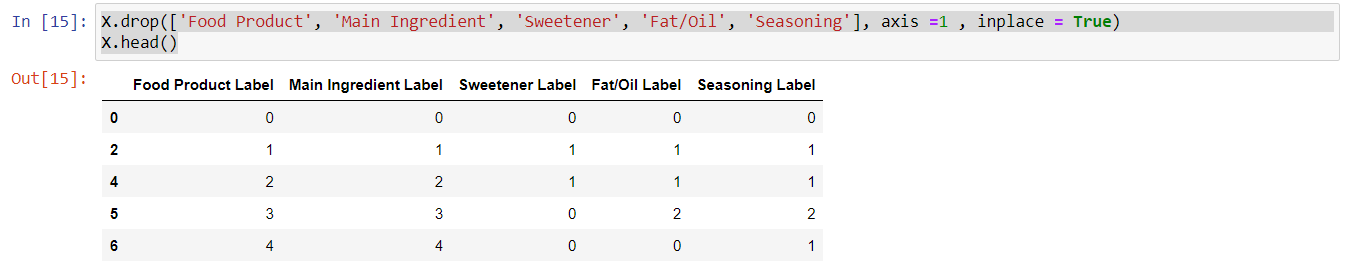 In [15]: X.drop(['Food Product', 'Main Ingredient', 'Sweetener', 'Fat/Oil', 'Seasoning'], axis =1 , inplace = True)
X.head()
Out[15]:
Food Product Label Main Ingredient Label Sweetener Label Fat/Oil Label Seasoning Label
0 0 0 0 0 0
2 1 1 1 1 1
4 2 2 1 1 1
5 3 3 0 2 2
6 4 4 0 0 1